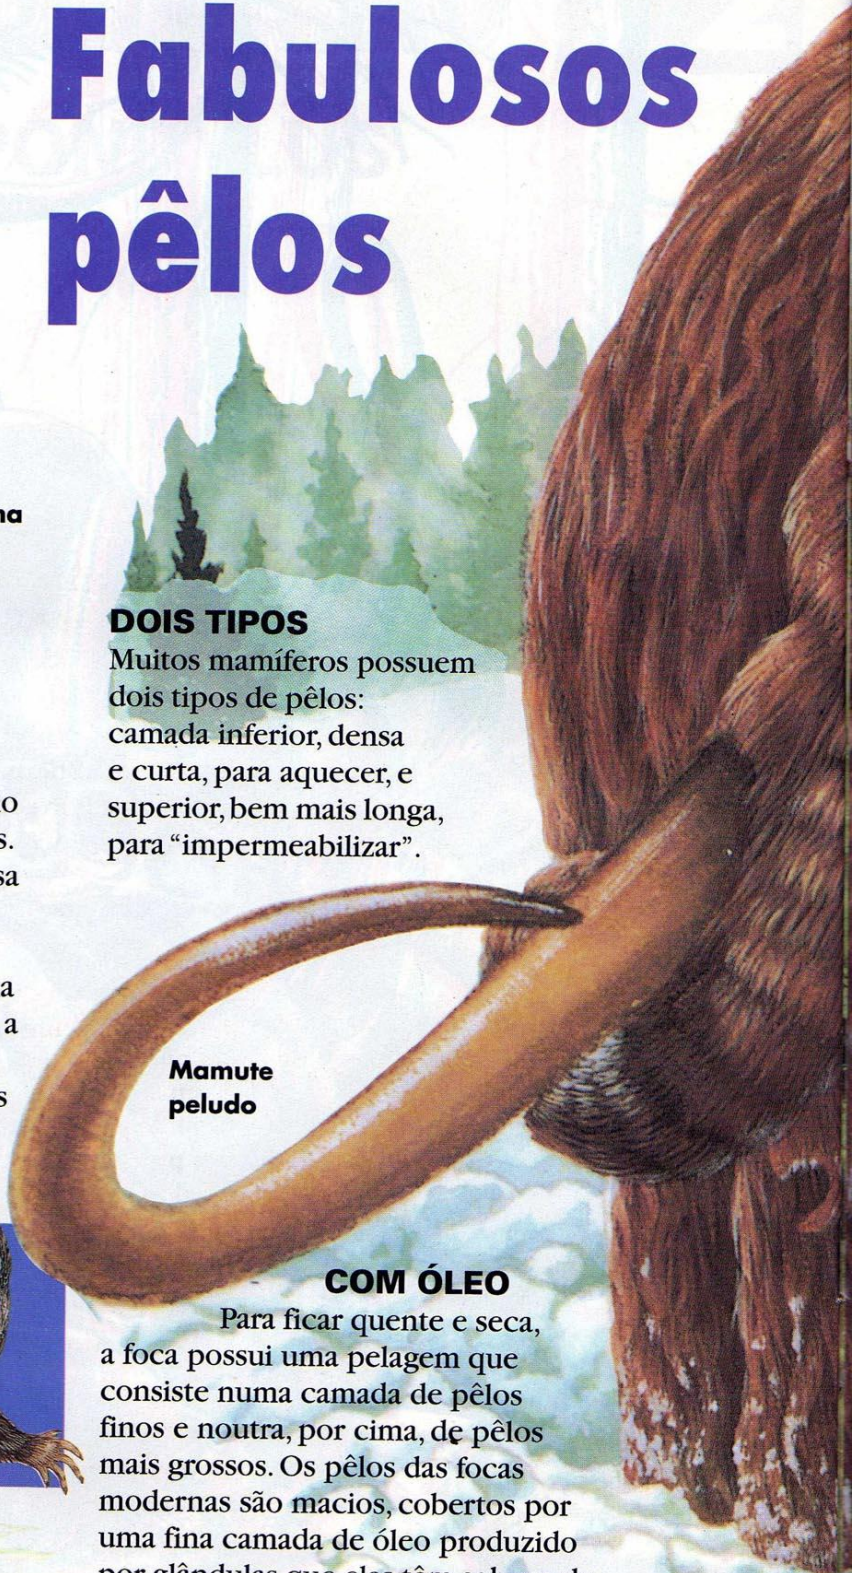 Fabulosos
pêlos
DOIS TIPOS
Muitos mamíferos possuem
dois tipos de pêlos:
camada inferior, densa
e curta, para aquecer, e
superior, bem mais longa,
para “impermeabilizar”.
Mamute
peludo
COM ÓLEO
Para ficar quente e seca,
a foca possui uma pelagem que
consiste numa camada de pêlos
finos e noutra, por cima, de pêlos
mais grossos. Os pêlos das focas
modernas são macios, cobertos por
uma fina camada de óleo produzido